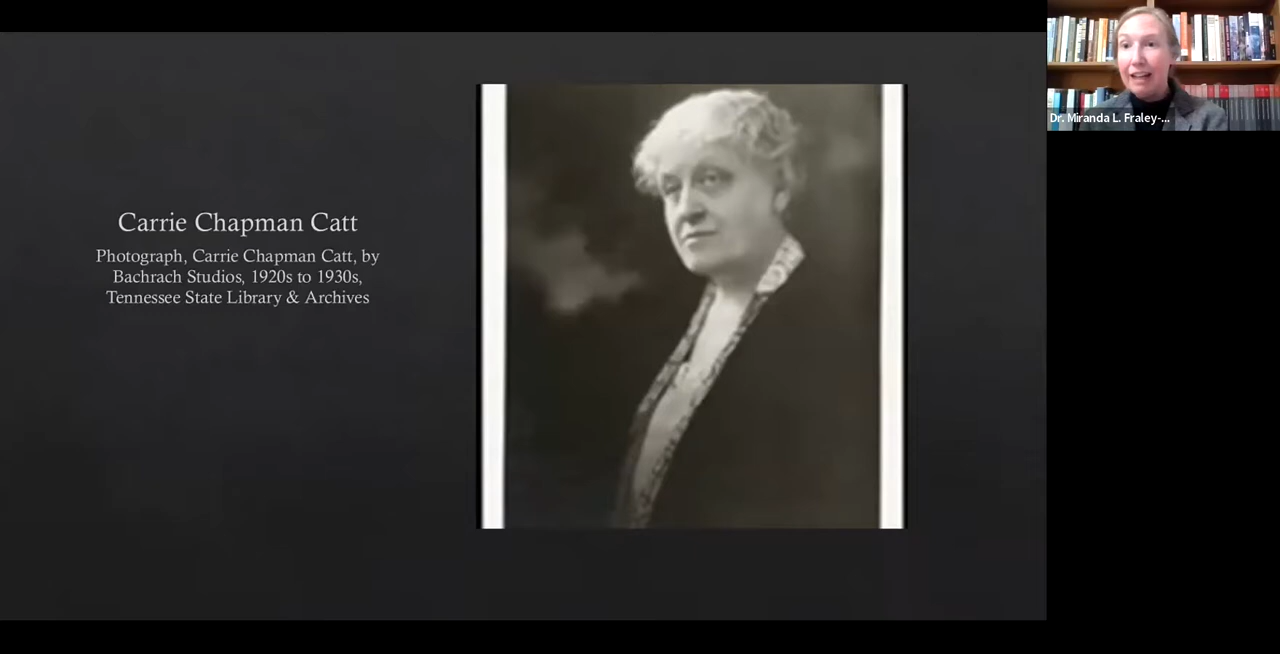 Carrie Chapman Catt
Photograph, Carrie Chapman Catt, by
Bachrach Studios, 1920s to 1930s,
Tennessee State Library & Archives
Dr. Miranda L. Fraley-...